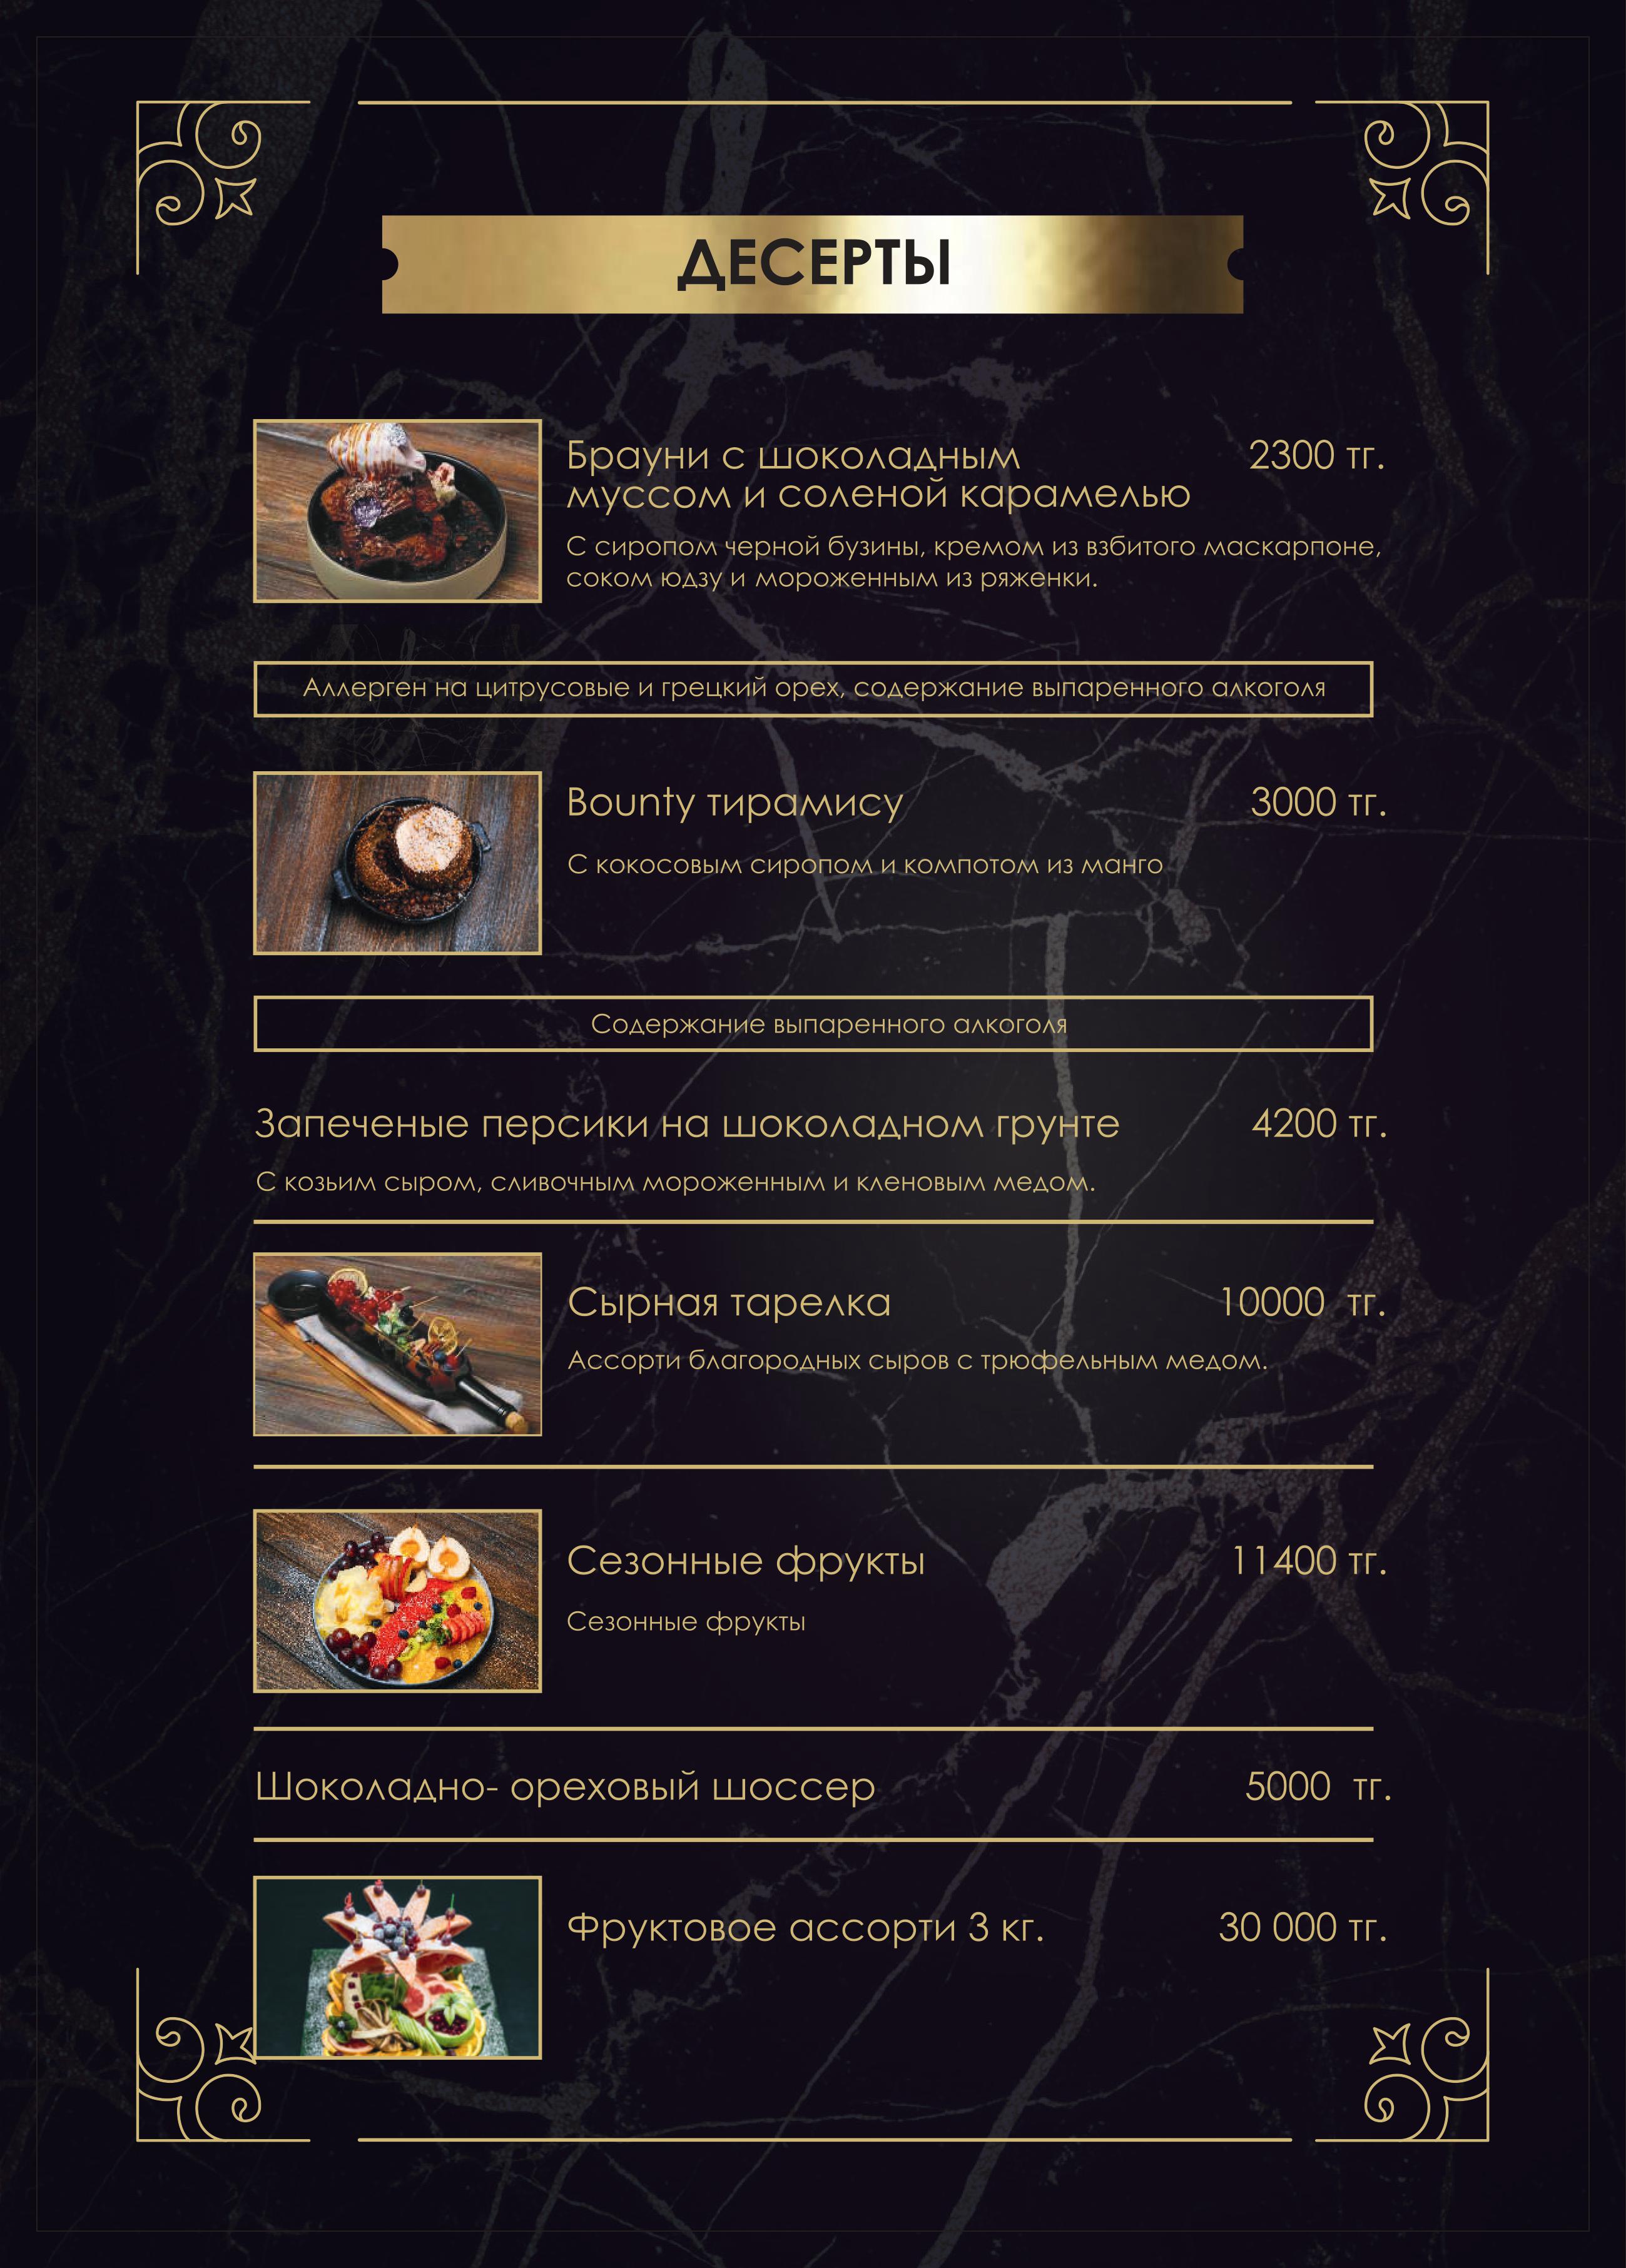 ДЕСЕРТЫ
Брауни с шоколадным 2300 тг.
муссом и соленой карамелью
С сиропом черной бузины, кремом из взбитого маскарпоне,
соком юдзу и мороженным из ряженки.
Аллерген на цитрусовые и грецкий орех, содержание выпаренного алкоголя
Bounty тирамису 3000 тг.
С кокосовым сиропом и компотом из манго
Содержание выпаренного алкоголя
Запеченые персики на шоколадном грунте 4200 тг.
С козьим сыром, сливочным мороженным и кленовым медом.
Сырная тарелка 10000 тг.
Ассорти благородных сыров с трюфельным медом.
Сезонные фрукты 11400 тг.
Сезонные фрукты
Шоколадно- ореховый шоссер 5000 тг.
Фруктовое ассорти 3 кг. 30 000 тг.